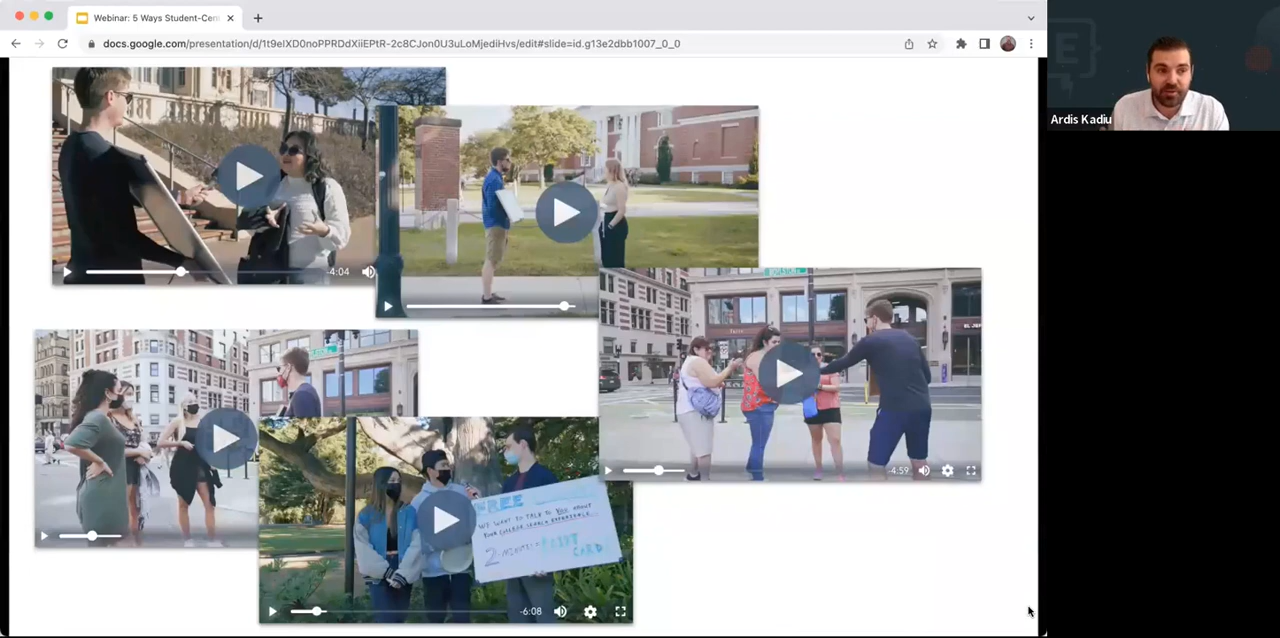 Webinar: 5 Ways Student-Cen
docs.google.com/presentation/d/1t9eIXD0noPPRDdXiiEPtR-2c8CJon0U3uLoMjediHvs/edit#slide=id.g13e2dbb1007_0_0
Ardis Kadiu
-4:04
-4:59
FREE
WE WANT TO TALK TO YOU ABOUT
YOUR COLLEGE SEARCH EXPERIENCE
2
GIFT
CARD
-6:08